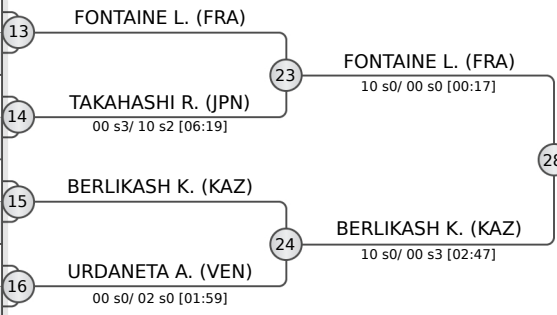 FONTAINE L. (FRA)
13
FONTAINE L. (FRA)
23
10 s0/ 00 s0 [00:17]
TAKAHASHI R. (JPN)
14
00 s3/ 10 s2 [06:19]
28
BERLIKASH K. (KAZ)
15
BERLIKASH K. (KAZ)
24
10 s0/ 00 s3 [02:47]
URDANETA A. (VEN)
16
00 s0/ 02 s0 [01:59]